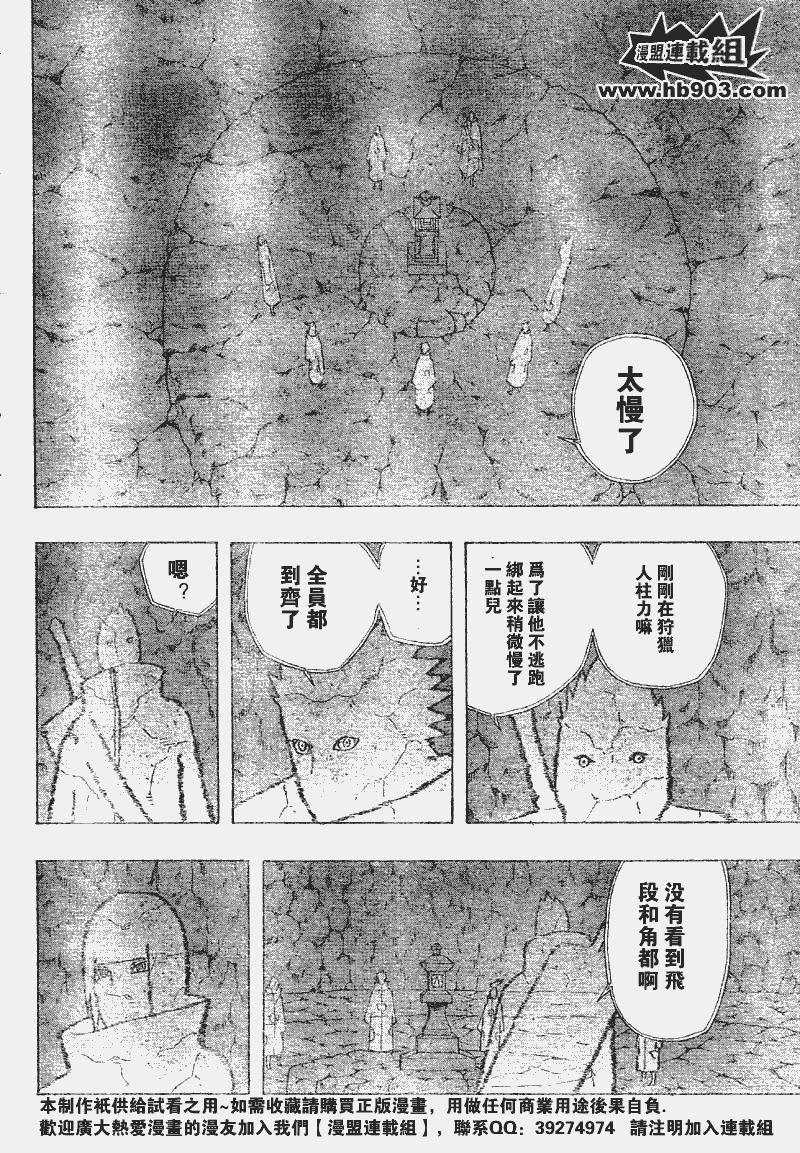 漫盟連載組
www.hb903.com
太慢了
剛剛在狩獵
人柱力嘛
爲了讓他不逃跑
綁起來稍微慢了
一點兒
…好…
全員都
到齊了
嗯?
没有看到飛
段和角都啊
本制作衹供給試看之用~如需收藏請購買正版漫畫，用做任何商業用途後果自負.
歡迎廣大熱愛漫畫的漫友加入我們【漫盟連載組】，聯系QQ：39274974 請注明加入連載組